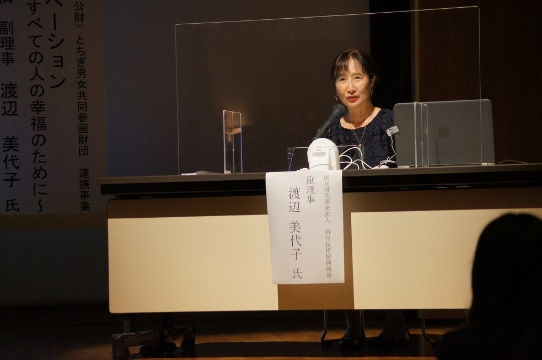 公財）とちぎ男女共同参画財団　連携事業
ベーション
すべての人の幸福のために～
副理事　渡辺　美代子 氏
副理事
渡辺 美代子 氏